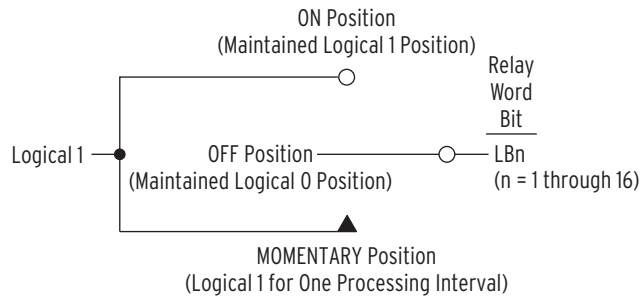 ON Position
(Maintained Logical 1 Position)
Relay
Word
Bit
Logical 1
OFF Position
(Maintained Logical 0 Position)
LBn
(n = 1 through 16)
MOMENTARY Position
(Logical 1 for One Processing Interval)